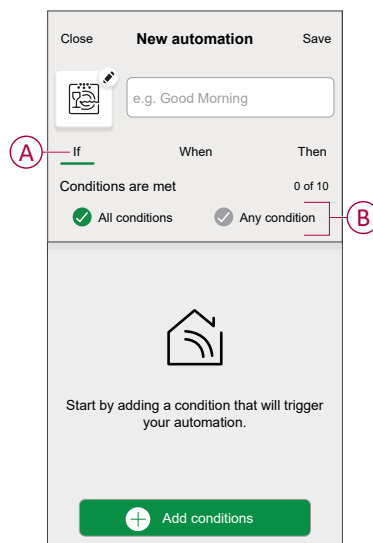 Close New automation Save
e.g. Good Morning
A If When Then
Conditions are met 0 of 10
All conditions Any condition B
Start by adding a condition that will trigger
your automation.
Add conditions